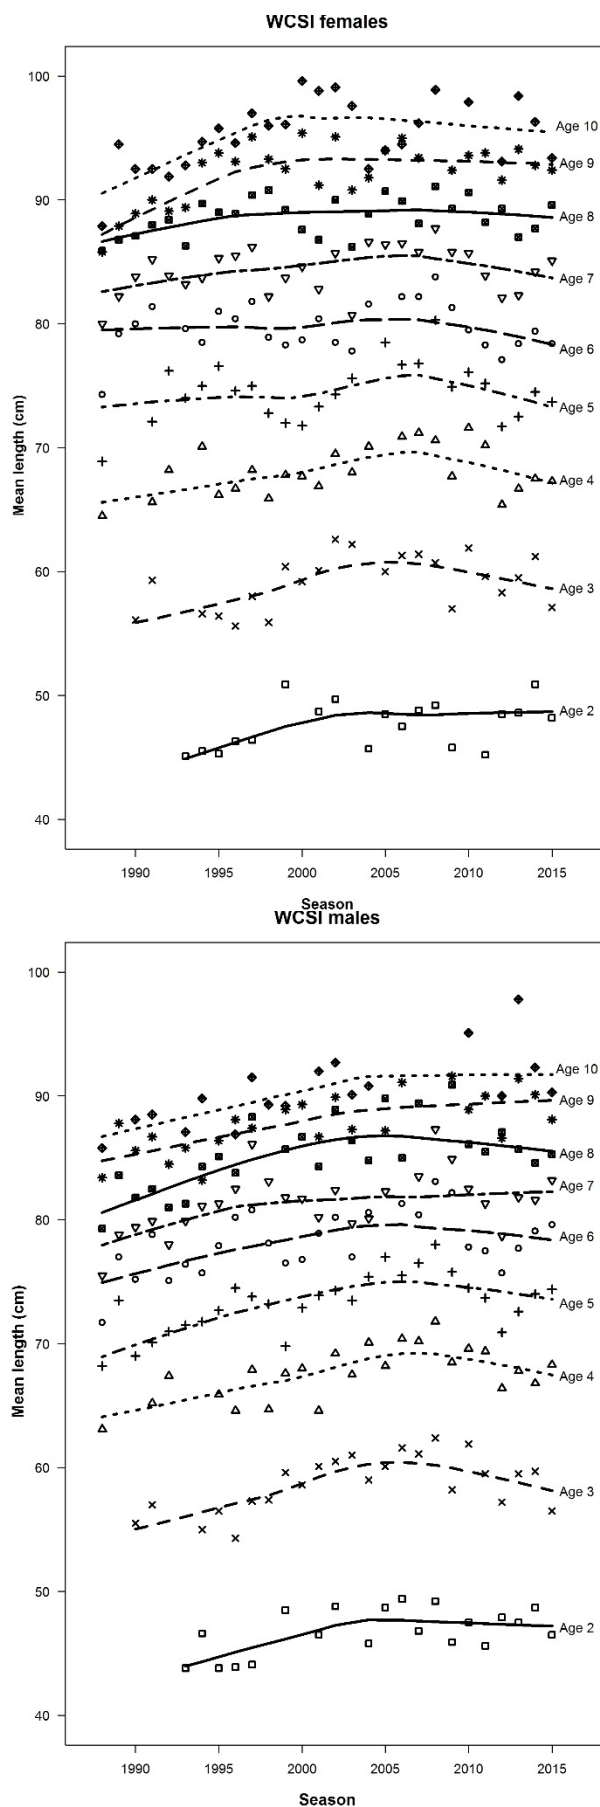 WCSI females
100
90
80
70
60
50
40
Mean length (cm)
Age 10
Age 9
Age 8
Age 7
Age 6
Age 5
Age 4
Age 3
Age 2
1990 1995 2000 2005 2010 2015
Season
WCSI males
100
90
80
70
60
50
40
Mean length (cm)
Age 10
Age 9
Age 8
Age 7
Age 6
Age 5
Age 4
Age 3
Age 2
1990 1995 2000 2005 2010 2015
Season